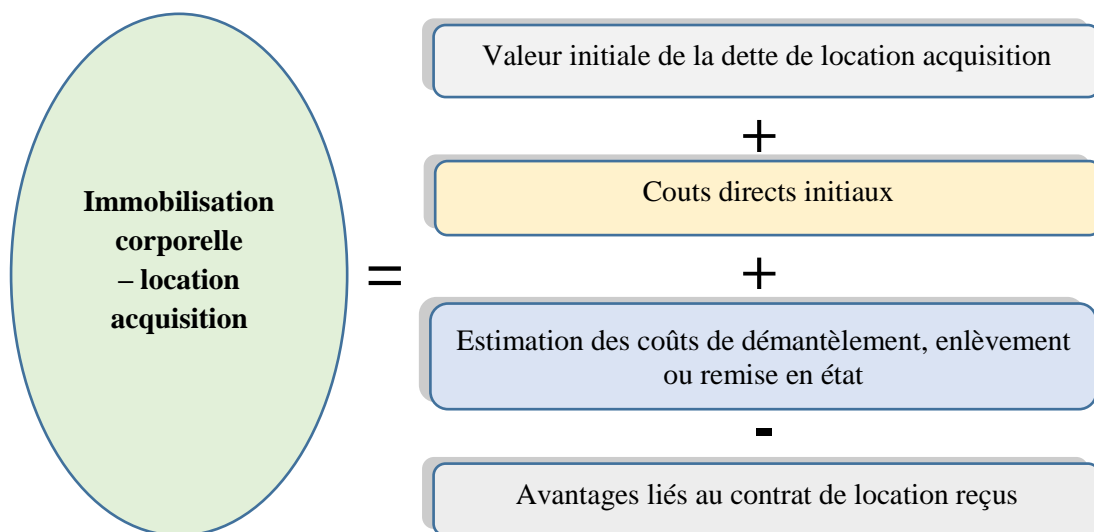 Immobilisation
corporelle
– location
acquisition
=
Valeur initiale de la dette de location acquisition
+
Couts directs initiaux
+
Estimation des coûts de démantèlement, enlèvement
ou remise en état
-
Avantages liés au contrat de location reçus